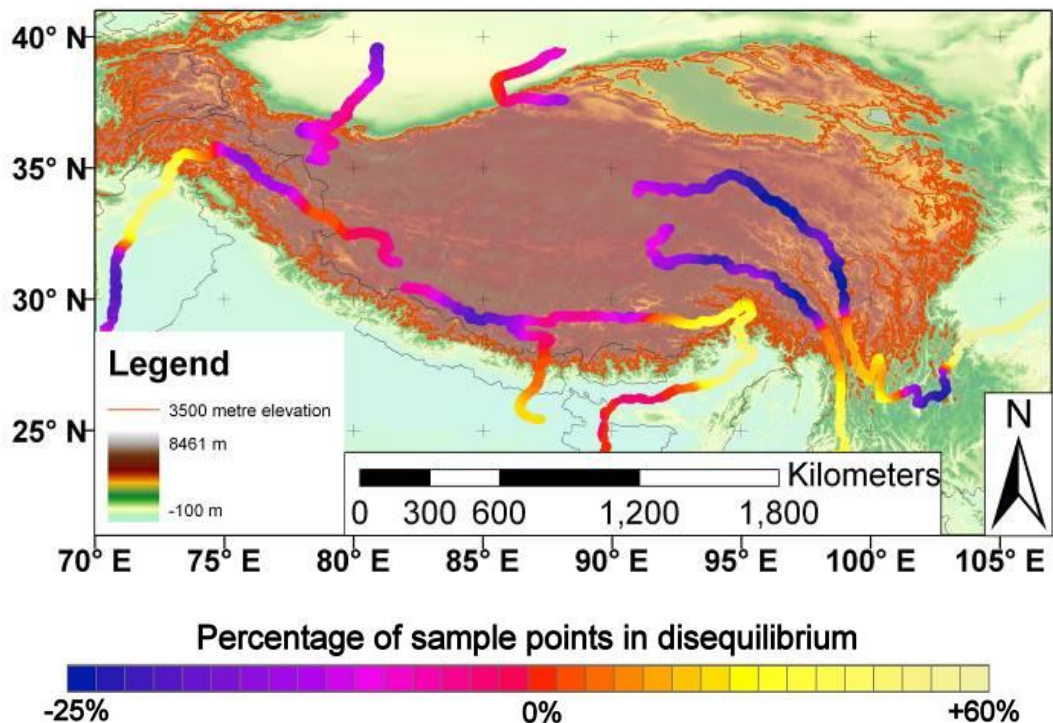 40° N
35° N
30° N
25° N
Legend
3500 metre elevation
8461 m
-100 m
N
Kilometers
0 300 600 1,200 1,800
70° E 75° E 80° E 85° E 90° E 95° E 100° E 105° E
Percentage of sample points in disequilibrium
-25% 0% +60%